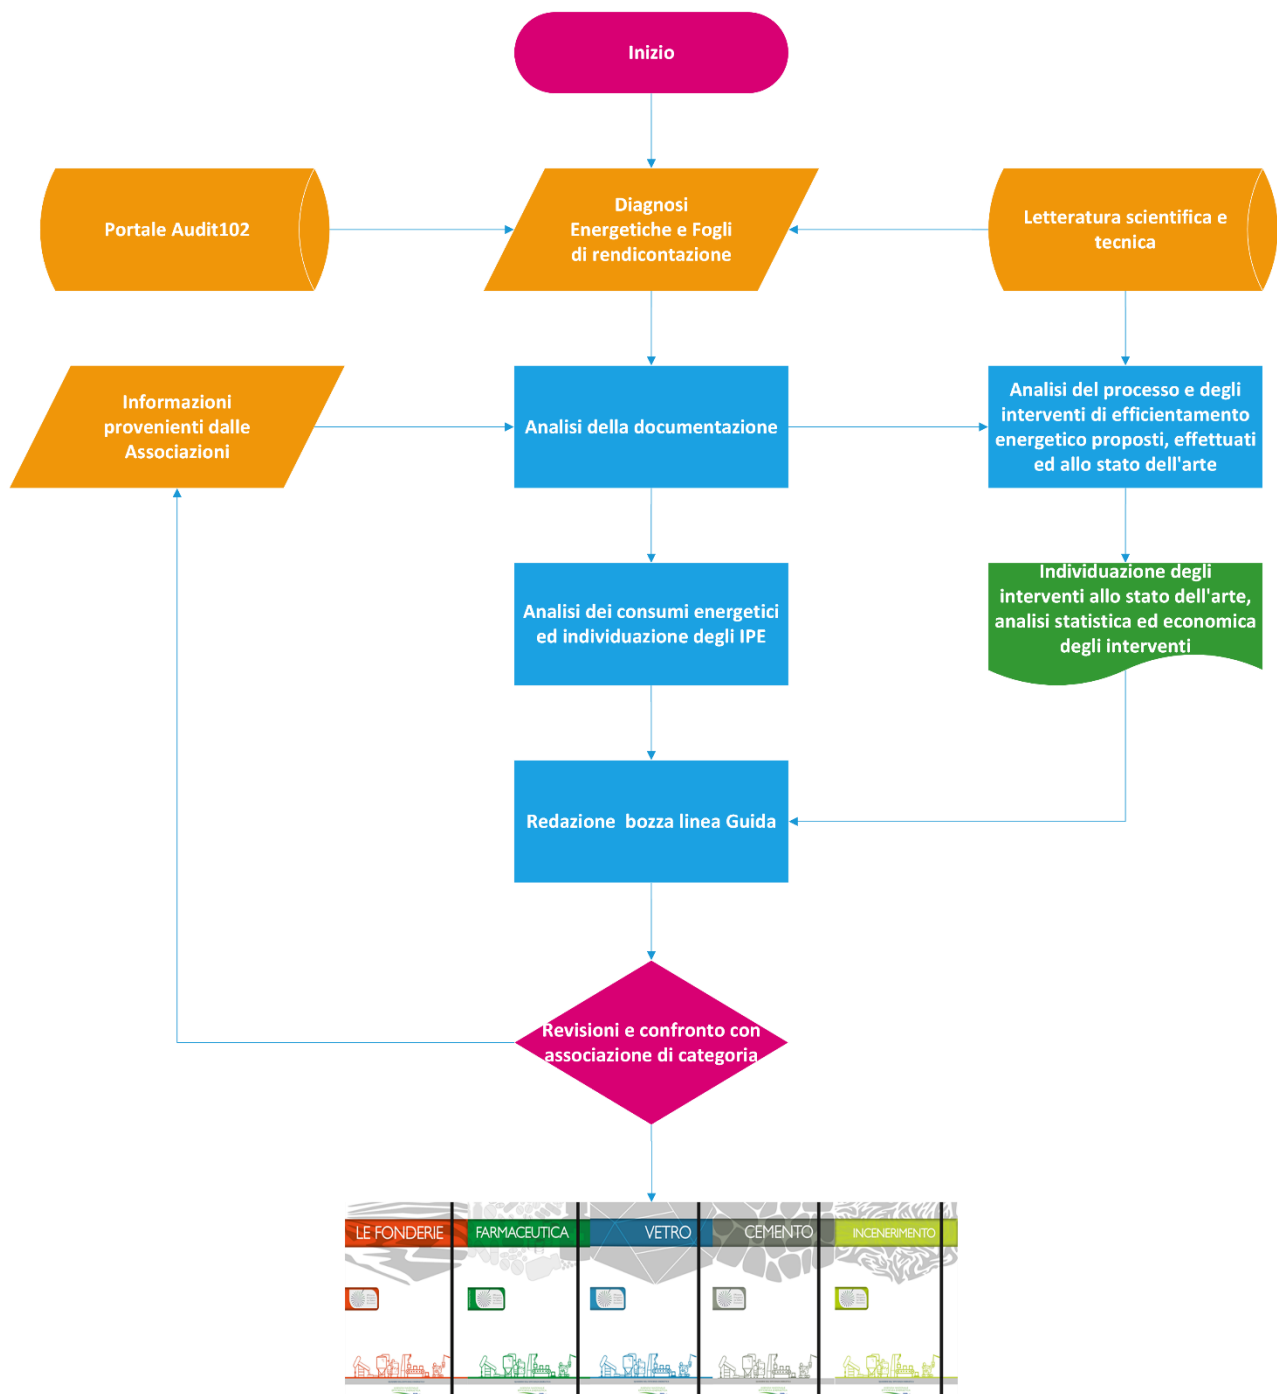 Inizio
Portale Audit102
Diagnosi
Energetiche e Fogli
di rendicontazione
Letteratura scientifica e
tecnica
Informazioni
provenienti dalle
Associazioni
Analisi della documentazione
Analisi del processo e degli
interventi di efficientamento
energetico proposti, effettuati
ed allo stato dell'arte
Analisi dei consumi energetici
ed individuazione degli IPE
Individuazione degli
interventi allo stato dell'arte,
analisi statistica ed economica
degli interventi
Redazione bozza linea Guida
Revisioni e confronto con
associazione di categoria
LE FONDERIE
FARMACEUTICA
VETRO
CEMENTO
INCENERIMENTO